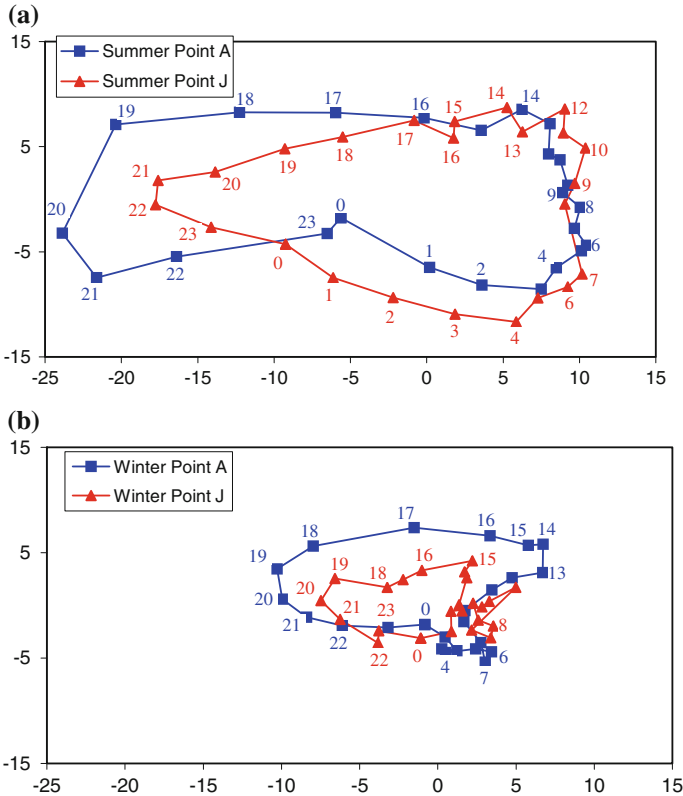 (a)
15
Summer Point A
Summer Point J
19 18 17 16 15 14 14 12
17 16 13 10
5
21 20 19 18
22 9 9 8
20 23 0 23 0
-5
21 22 1 4 6
1 2 7
2 3 4 6
-15
-25 -20 -15 -10 -5 0 5 10 15
(b)
15
Winter Point A
Winter Point J
17 16 15 14
18
5
19 19 18 16 15 13
20 20 21 23 0
21 22 8
22 0 4 6
-5
7
-15
-25 -20 -15 -10 -5 0 5 10 15